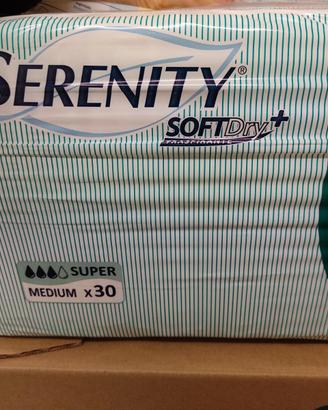 SERENITY®
SOFTDry+
SUPER
MEDIUM x30